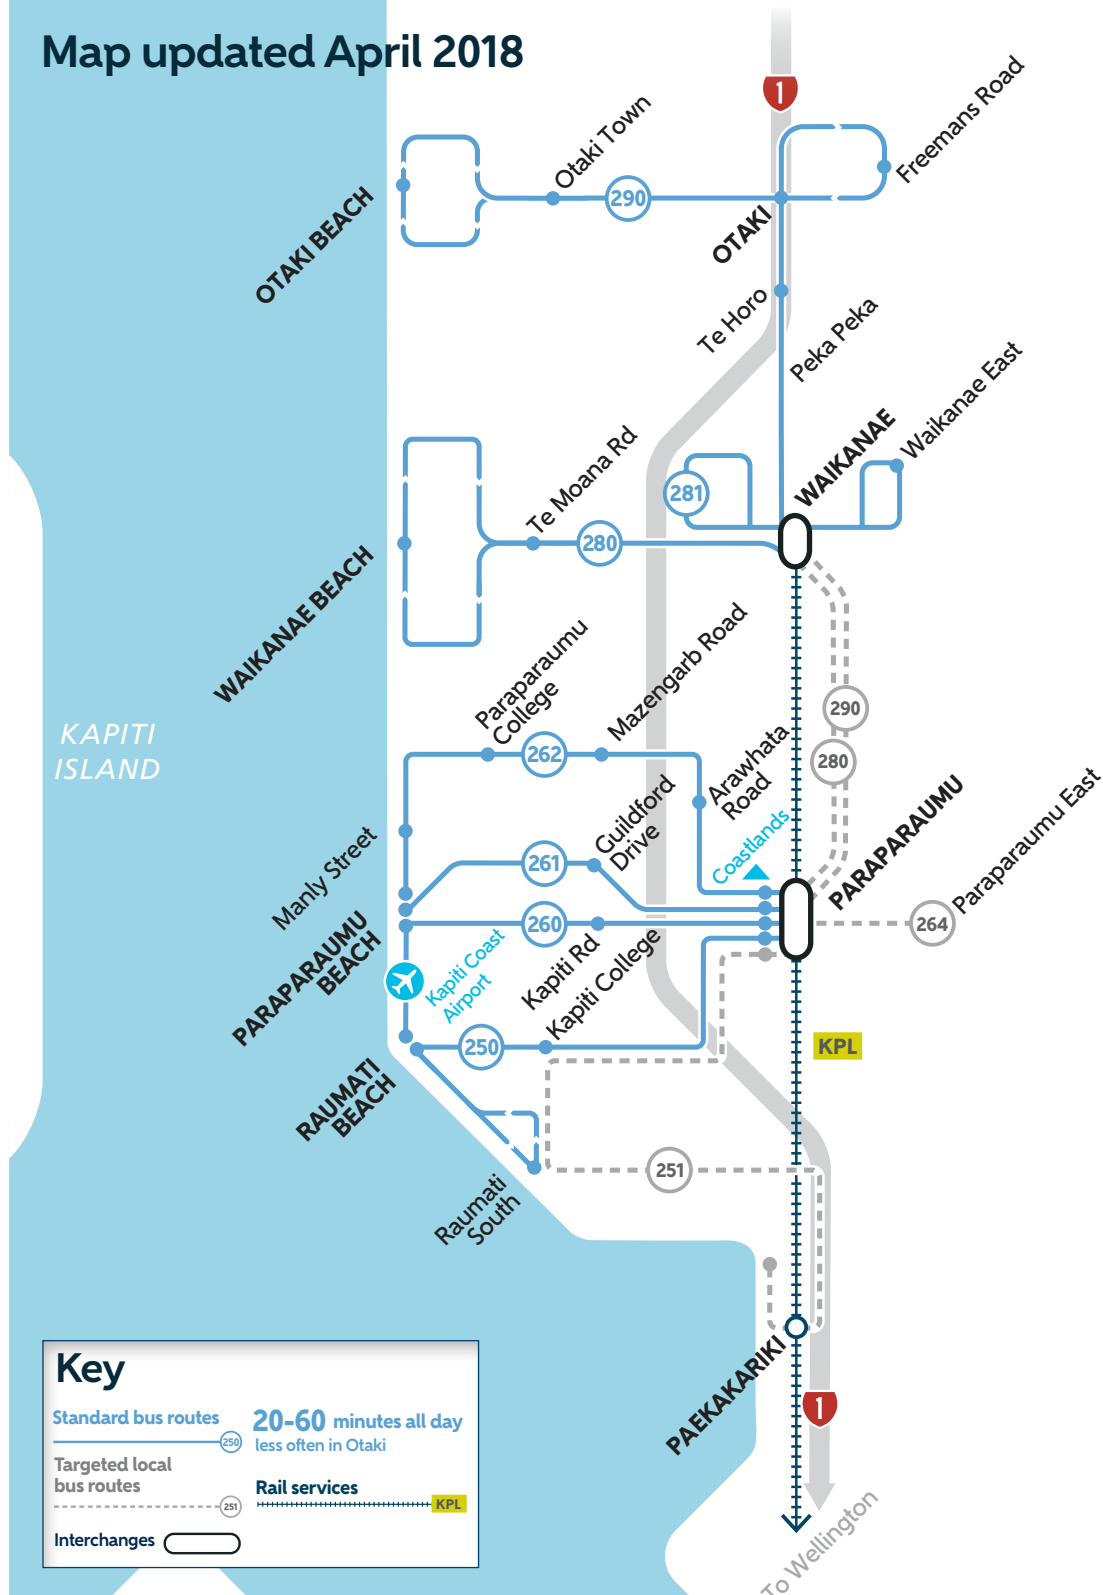 Map updated April 2018
1
Freemans Road
Otaki Town
290
OTAKI BEACH
OTAKI
Te Horo
Peka Peka
Waikanae East
WAIKANAE
Te Moana Rd
281
280
WAIKANAE BEACH
Paraparaumu
College
Mazengarb Road
290
KAPITI
ISLAND
262
Arawhata
Road
280
Guildford
Drive
Coastlands
PARAPARAUMU
Paraparaumu East
Manly Street
261
260
264
PARAPARAUMU
BEACH
Kapiti Coast
Airport
Kapiti Rd
Kapiti College
250
KPL
RAUMATI
BEACH
251
Raumati
South
PAEKAKARIKI
1
To Wellington
Key
Standard bus routes
250
20-60 minutes all day
less often in Otaki
Targeted local
bus routes
251
Rail services
KPL
Interchanges